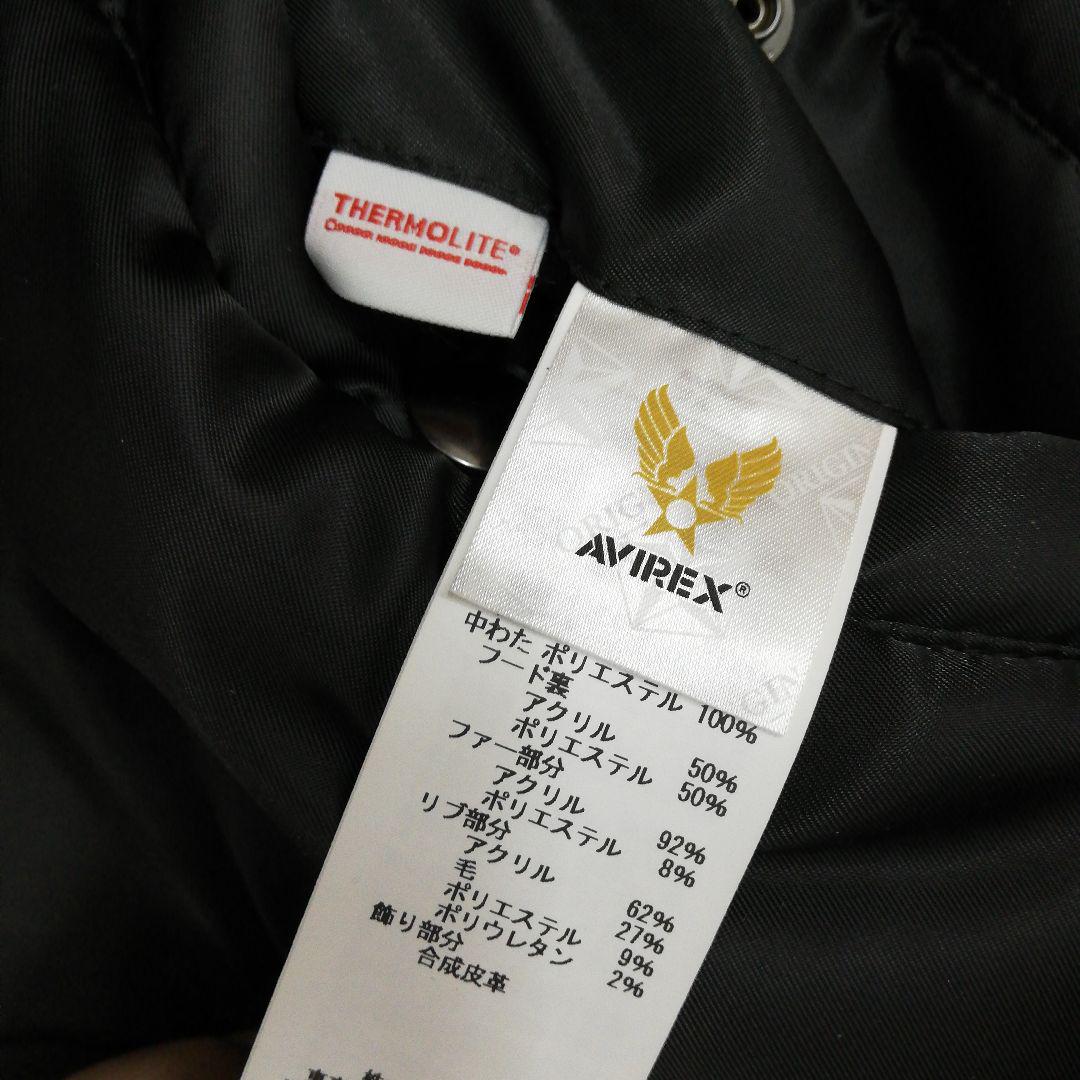 THERMOLITE®
AVIREX®
中わた ポリエステル 100%
フード裏
アクリル 50%
ポリエステル 50%
ファー部分
アクリル 92%
ポリエステル 8%
リブ部分
アクリル 62%
毛 27%
ポリエステル 9%
ポリウレタン 2%
飾り部分
合成皮革